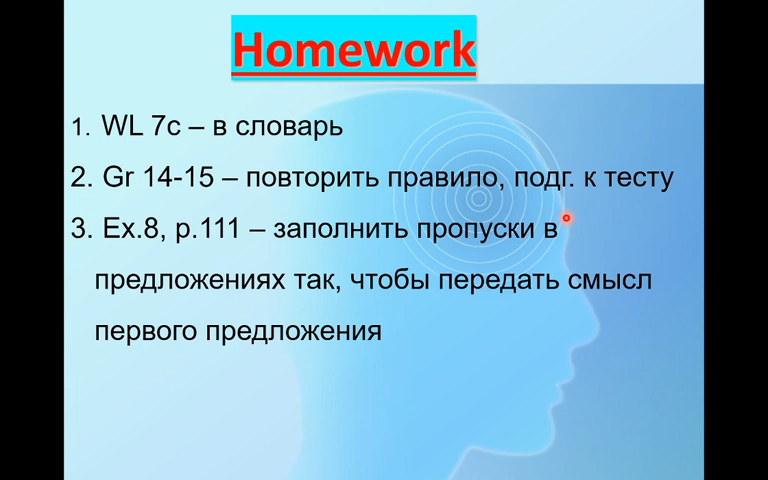 Homework
1. WL 7c – в словарь
2. Gr 14-15 – повторить правило, подг. к тесту
3. Ex.8, p.111 – заполнить пропуски в
предложениях так, чтобы передать смысл
первого предложения